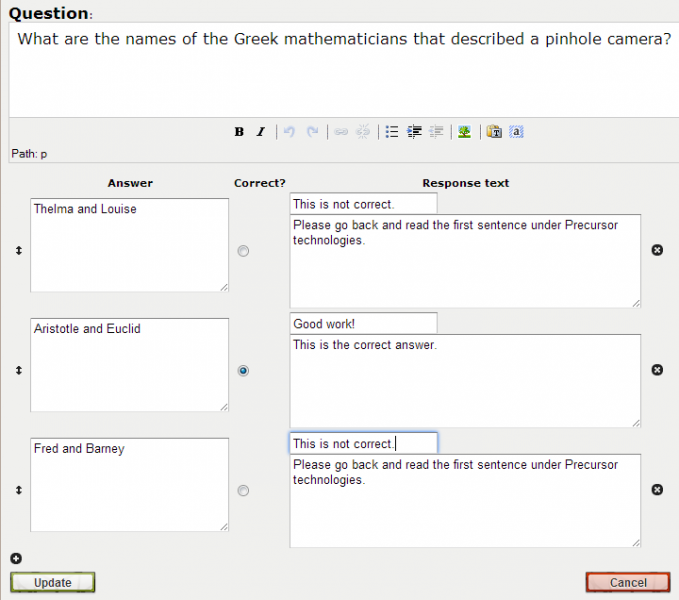 Question:
What are the names of the Greek mathematicians that described a pinhole camera?
B I T a
Path: p
Answer Correct? Response text
Thelma and Louise
This is not correct.
Please go back and read the first sentence under Precursor
technologies.
Aristotle and Euclid
Good work!
This is the correct answer.
Fred and Barney
This is not correct.
Please go back and read the first sentence under Precursor
technologies.
Update Cancel